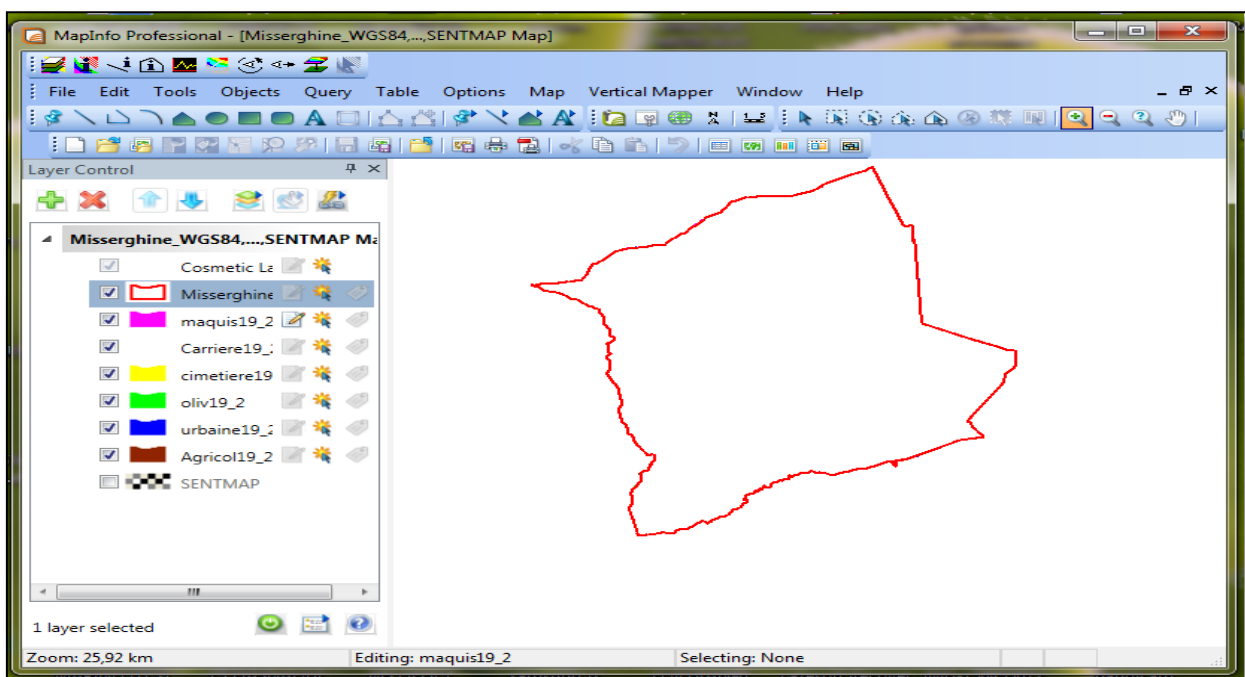 MapInfo Professional - [Misserghine_WGS84,...,SENTMAP Map]
File Edit Tools Objects Query Table Options Map Vertical Mapper Window Help
Layer Control
Misserghine_WGS84,...,SENTMAP Ma
Cosmetic La
Misserghine
maquis19_2
Carriere19_2
cimetiere19
oliv19_2
urbaine19_2
Agricol19_2
SENTMAP
1 layer selected
Zoom: 25,92 km Editing: maquis19_2 Selecting: None